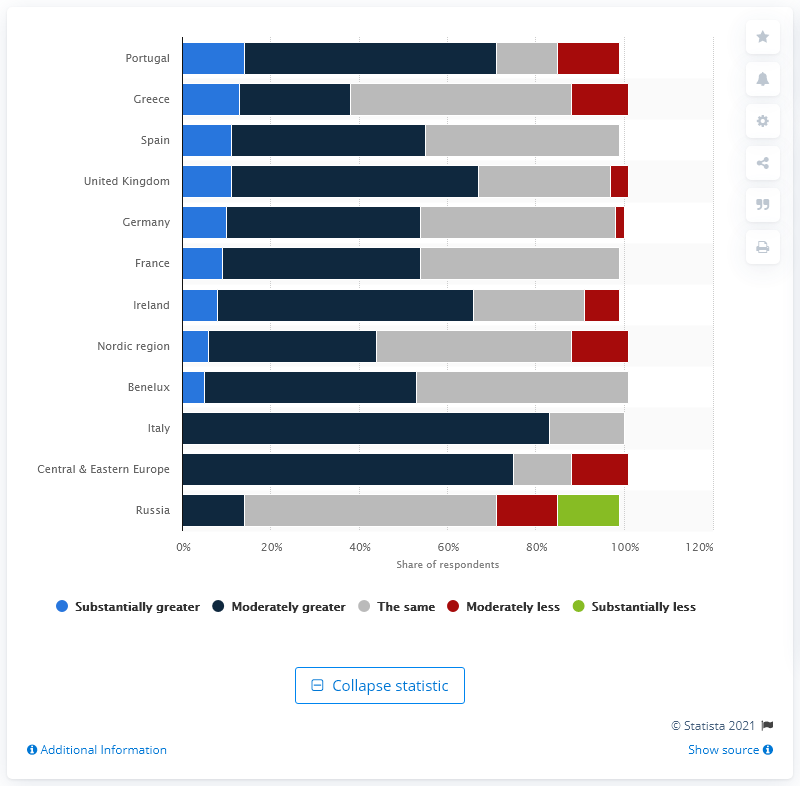 Portugal
Greece
Spain
United Kingdom
Germany
France
Ireland
Nordic region
Benelux
Italy
Central & Eastern Europe
Russia
0% 20% 40% 60% 80% 100% 120%
Share of respondents
Substantially greater Moderately greater The same Moderately less Substantially less
Collapse statistic
© Statista 2021
Additional Information Show source